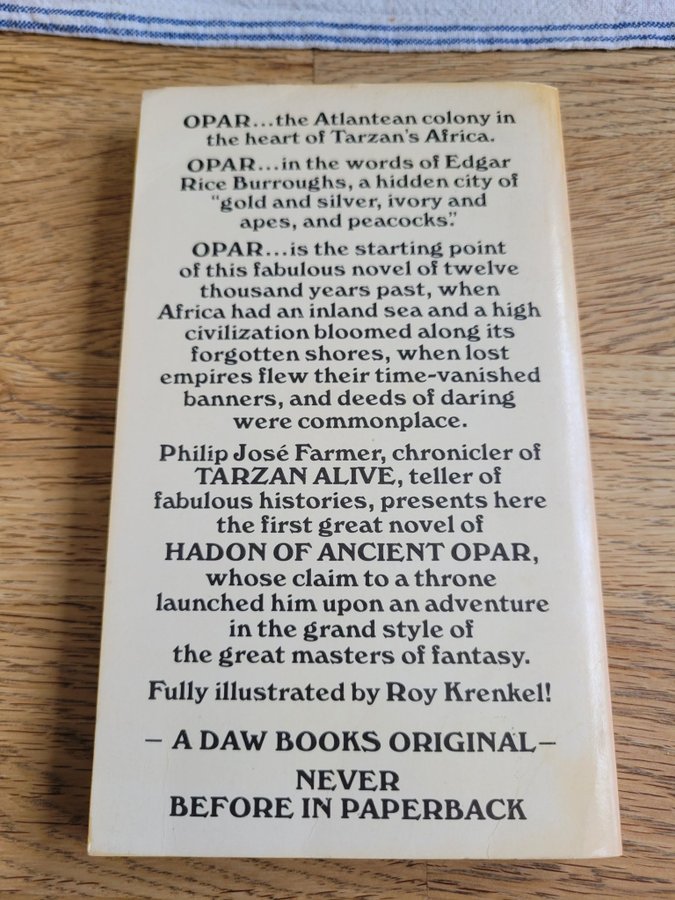 OPAR...the Atlantean colony in
the heart of Tarzan's Africa.
OPAR...in the words of Edgar
Rice Burroughs, a hidden city of
"gold and silver, ivory and
apes, and peacocks."
OPAR...is the starting point
of this fabulous novel of twelve
thousand years past, when
Africa had an inland sea and a high
civilization bloomed along its
forgotten shores, when lost
empires flew their time-vanished
banners, and deeds of daring
were commonplace.
Philip José Farmer, chronicler of
TARZAN ALIVE, teller of
fabulous histories, presents here
the first great novel of
HADON OF ANCIENT OPAR,
whose claim to a throne
launched him upon an adventure
in the grand style of
the great masters of fantasy.
Fully illustrated by Roy Krenkel!
– A DAW BOOKS ORIGINAL–
NEVER
BEFORE IN PAPERBACK